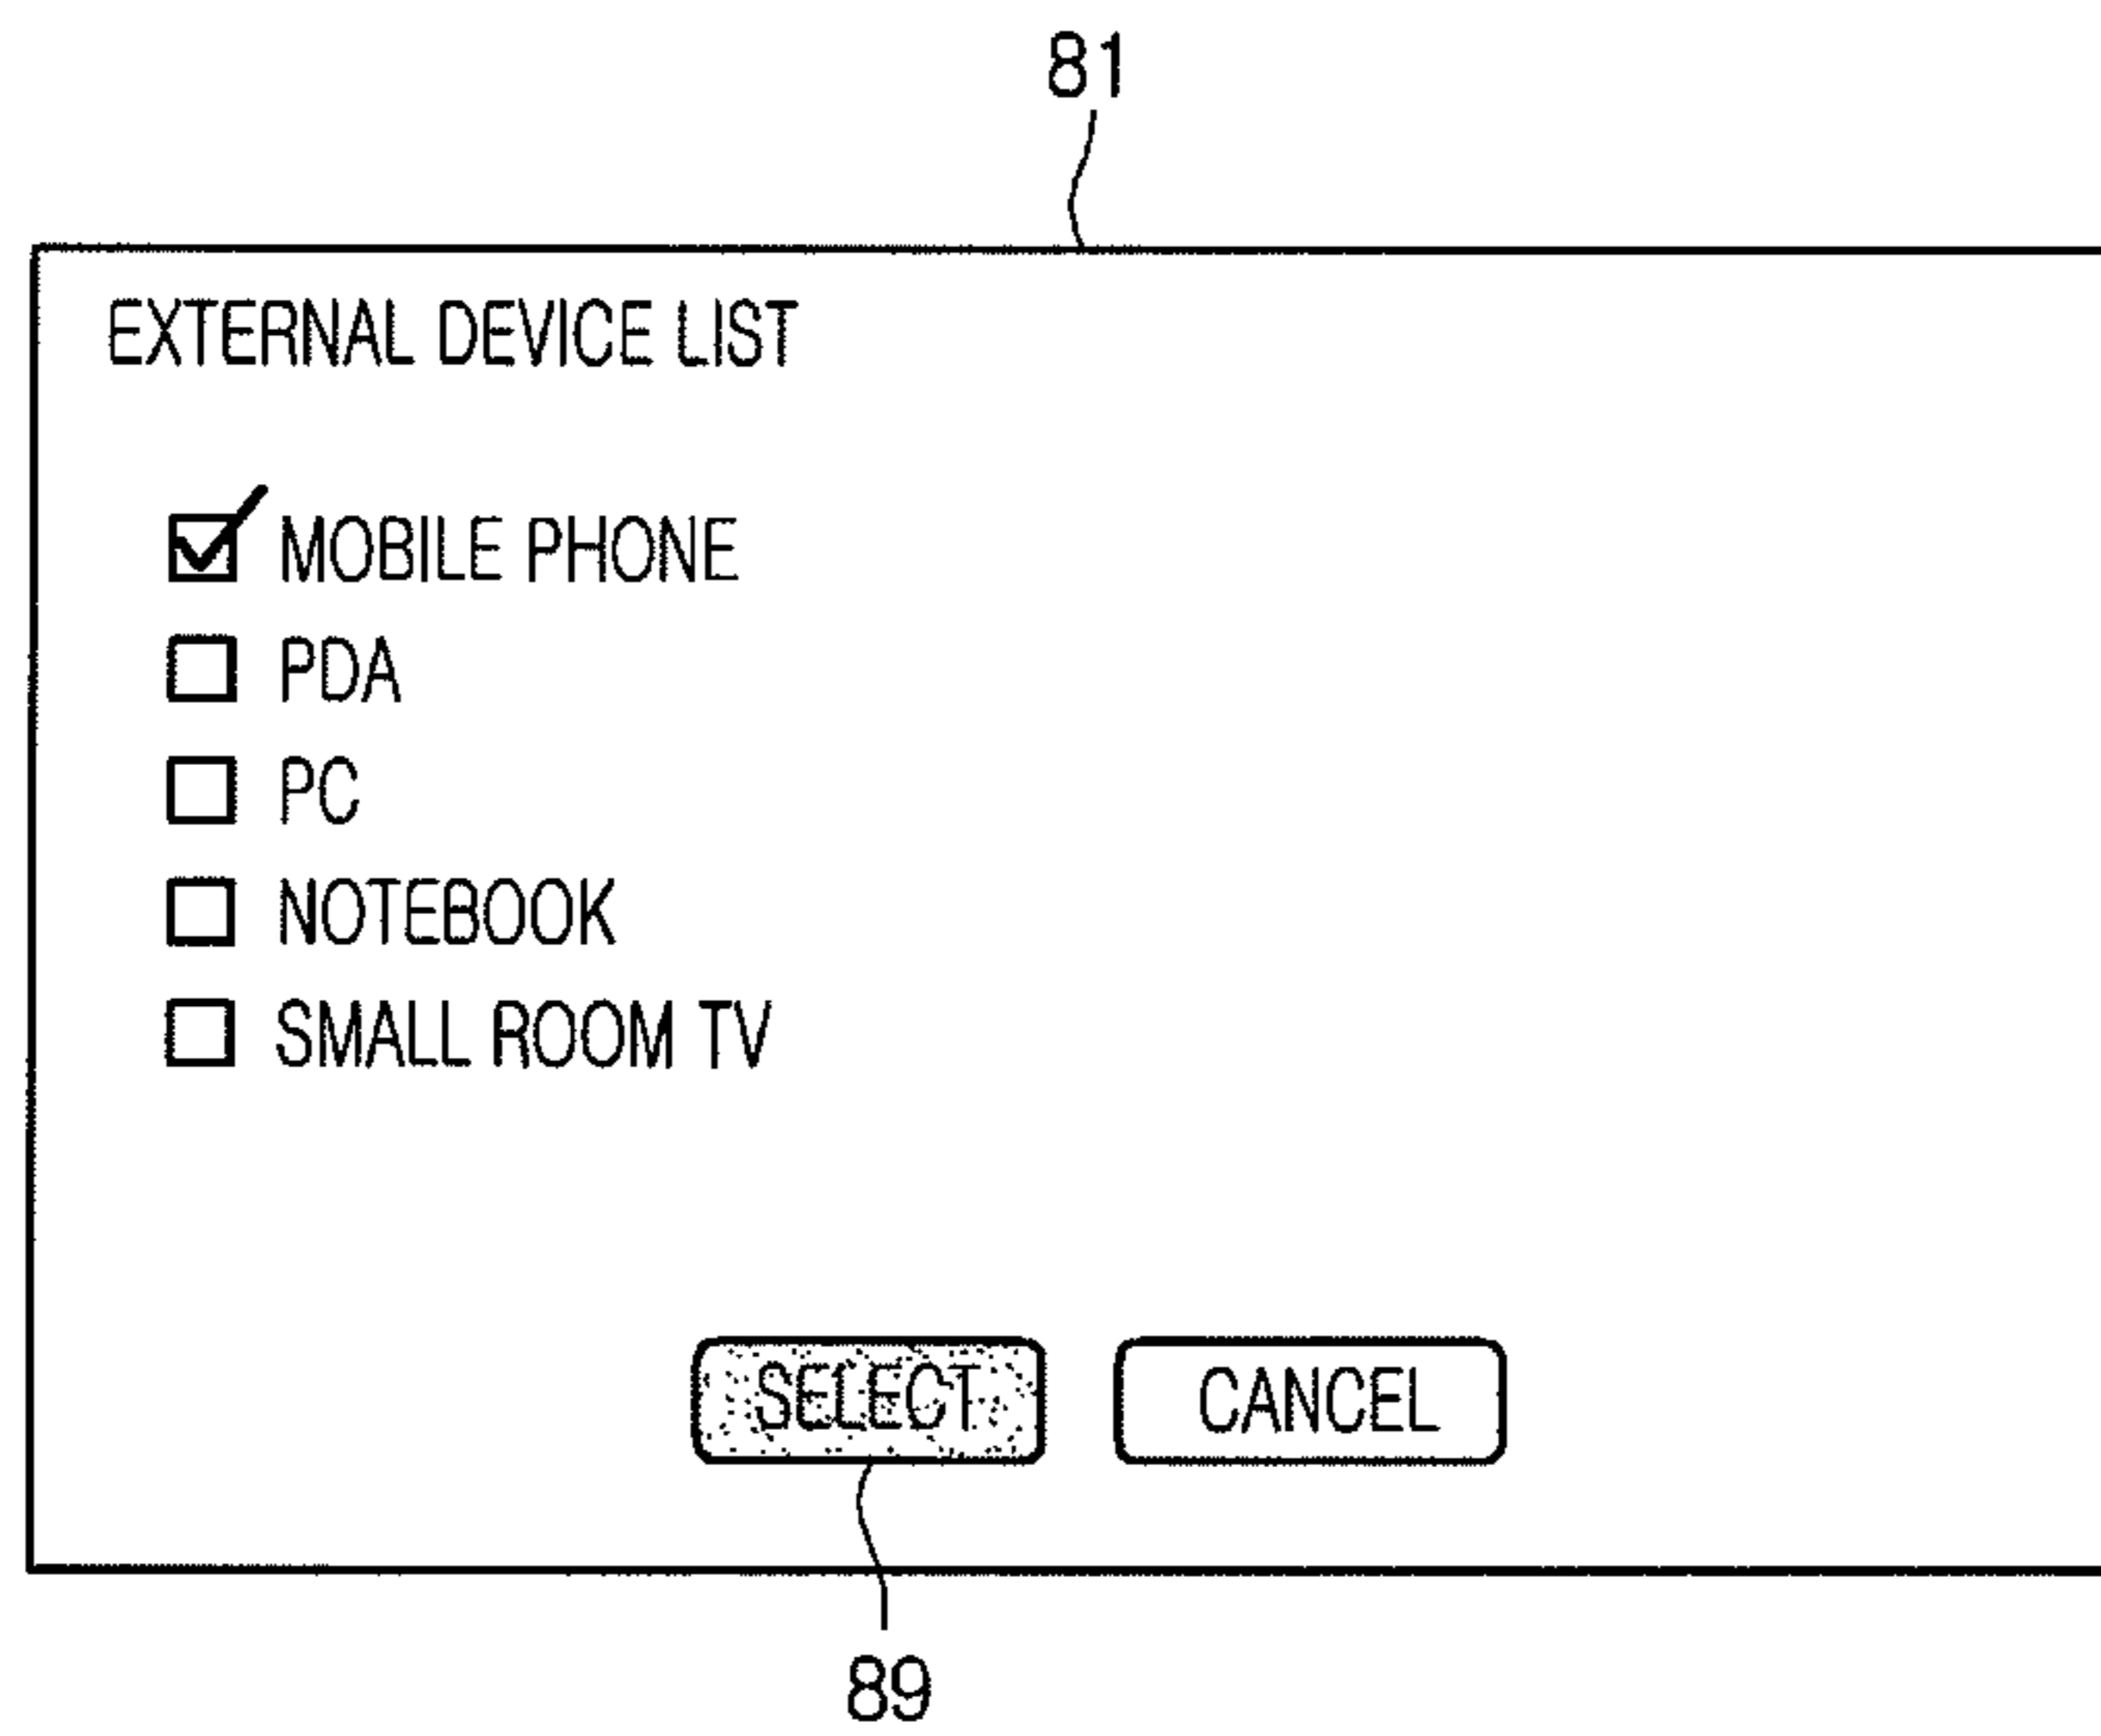 81
EXTERNAL DEVICE LIST
MOBILE PHONE
PDA
PC
NOTEBOOK
SMALL ROOM TV
SELECT CANCEL
89